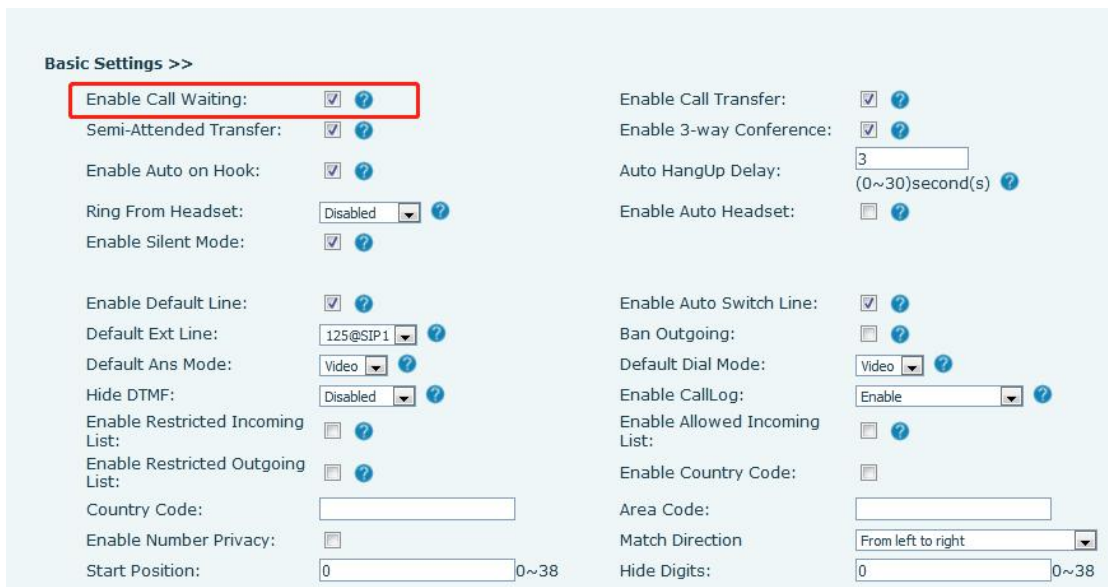 Basic Settings >>
Enable Call Waiting: ? Enable Call Transfer: ?
Semi-Attended Transfer: ? Enable 3-way Conference: ?
Enable Auto on Hook: ? Auto HangUp Delay: 3
(0~30)second(s) ?
Ring From Headset: Disabled ? Enable Auto Headset: ?
Enable Silent Mode: ?
Enable Default Line: ? Enable Auto Switch Line: ?
Default Ext Line: 125@SIP1 ? Ban Outgoing: ?
Default Ans Mode: Video ? Default Dial Mode: Video ?
Hide DTMF: Disabled ? Enable CallLog: Enable ?
Enable Restricted Incoming
List: ? Enable Allowed Incoming
List: ?
Enable Restricted Outgoing
List: ? Enable Country Code:
Country Code: Area Code:
Enable Number Privacy: Match Direction From left to right
Start Position: 0 0~38 Hide Digits: 0 0~38